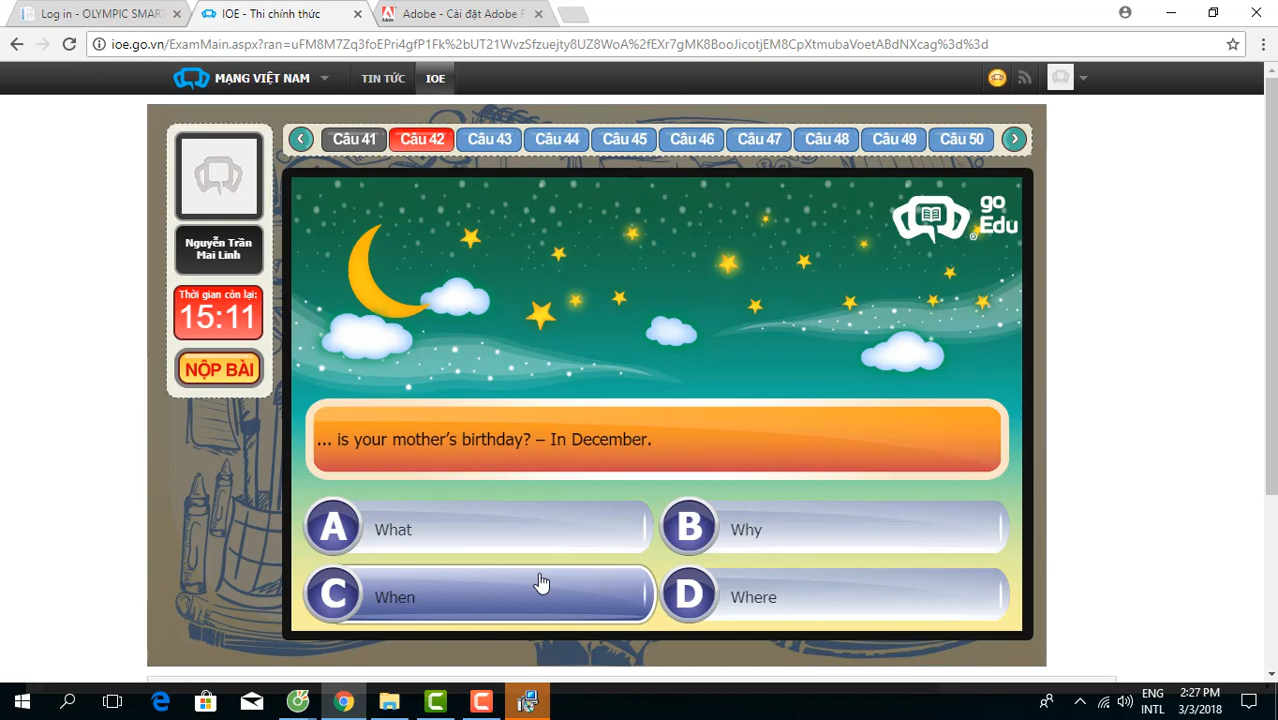 Log in - OLYMPIC SMART
IOE - Thi chính thức
Adobe - Cài đặt Adobe F
ioe.go.vn/ExamMain.aspx?ran=uFM8M7Zq3foEPri4gfP1Fk%2bUT21WvzSfzuejty8UZ8WoA%2fEXr7gMK8BooJicotjEM8CpXtmubaVoetABdNXcag%3d%3d
MẠNG VIỆT NAM
TIN TỨC
IOE
Câu 41
Câu 42
Câu 43
Câu 44
Câu 45
Câu 46
Câu 47
Câu 48
Câu 49
Câu 50
Nguyễn Trần
Mai Linh
Thời gian còn lại:
15:11
NỘP BÀI
go
Edu
... is your mother’s birthday? – In December.
A What
B Why
C When
D Where
ENG
INTL
2:27 PM
3/3/2018